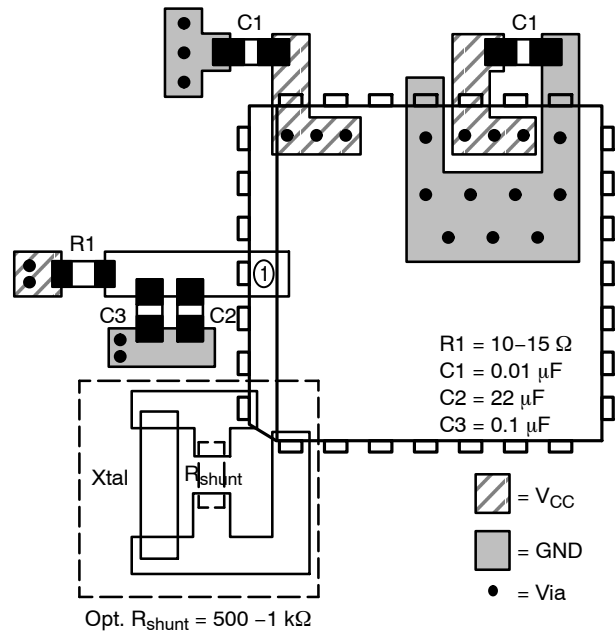 C1
C1
R1
1
C3
C2
R1 = 10–15 Ω
C1 = 0.01 μF
C2 = 22 μF
C3 = 0.1 μF
Xtal
Rshunt
= VCC
= GND
= Via
Opt. Rshunt = 500 –1 kΩ